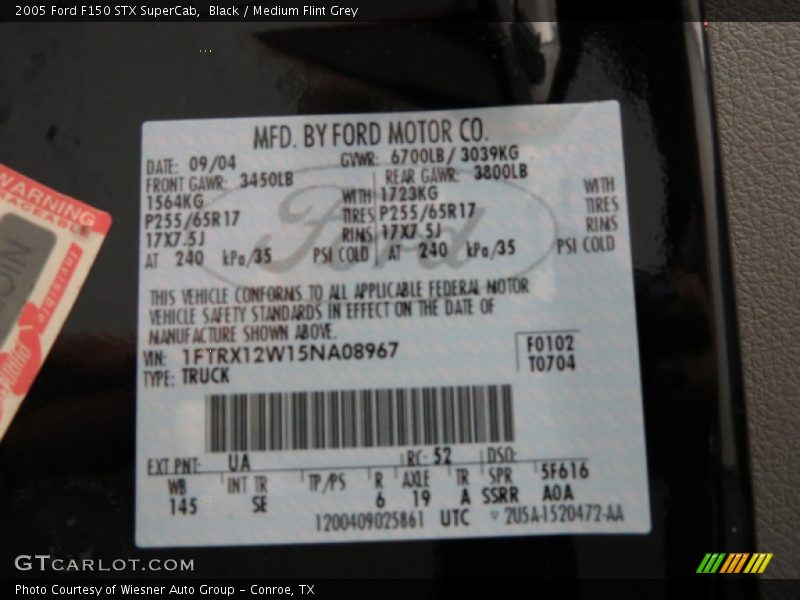 2005 Ford F150 STX SuperCab,  Black / Medium Flint Grey
MFD. BY FORD MOTOR CO.
DATE: 09/04 GVWR: 6700LB/ 3039KG
FRONT GAWR: 3450LB REAR GAWR: 3800LB
1564KG WITH 1723KG WITH
P255/65R17 TIRES P255/65R17 TIRES
17X7.5J RINS 17X7.5J RINS
AT 240 kPa/35 PSI COLD AT 240 kPa/35 PSI COLD
THIS VEHICLE CONFORMS TO ALL APPLICABLE FEDERAL MOTOR
VEHICLE SAFETY STANDARDS IN EFFECT ON THE DATE OF
MANUFACTURE SHOWN ABOVE.
VIN: 1FTRX12W15NA08967 F0102
TYPE: TRUCK T0704
EXT PNT: UA RC: 52 DSO:
WB INT TR TP/PS R AXLE TR SPR 5F616
145 SE 6 19 A SSRR AOA
1200409025861 UTC 2U5A-1520472-AA
Ford
WARNING
TRACEABLE
Invisible
GTCARLOT.COM
Photo Courtesy of Wiesner Auto Group - Conroe, TX